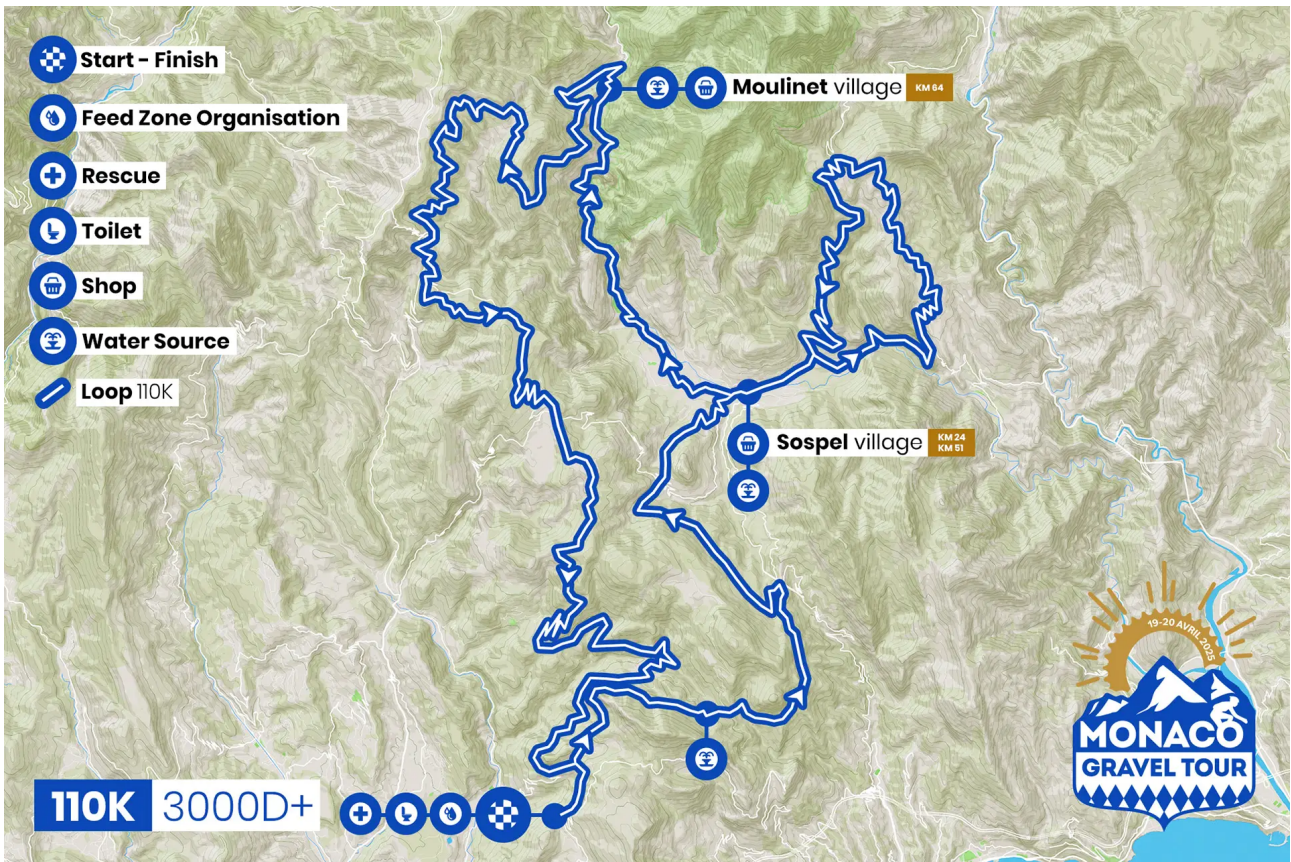 Start - Finish
Feed Zone Organisation
Rescue
Toilet
Shop
Water Source
Loop 110K
Moulinet village KM 64
Sospel village
KM 24
KM 51
19-20 AVRIL 2025
MONACO
GRAVEL TOUR
110K 3000D+